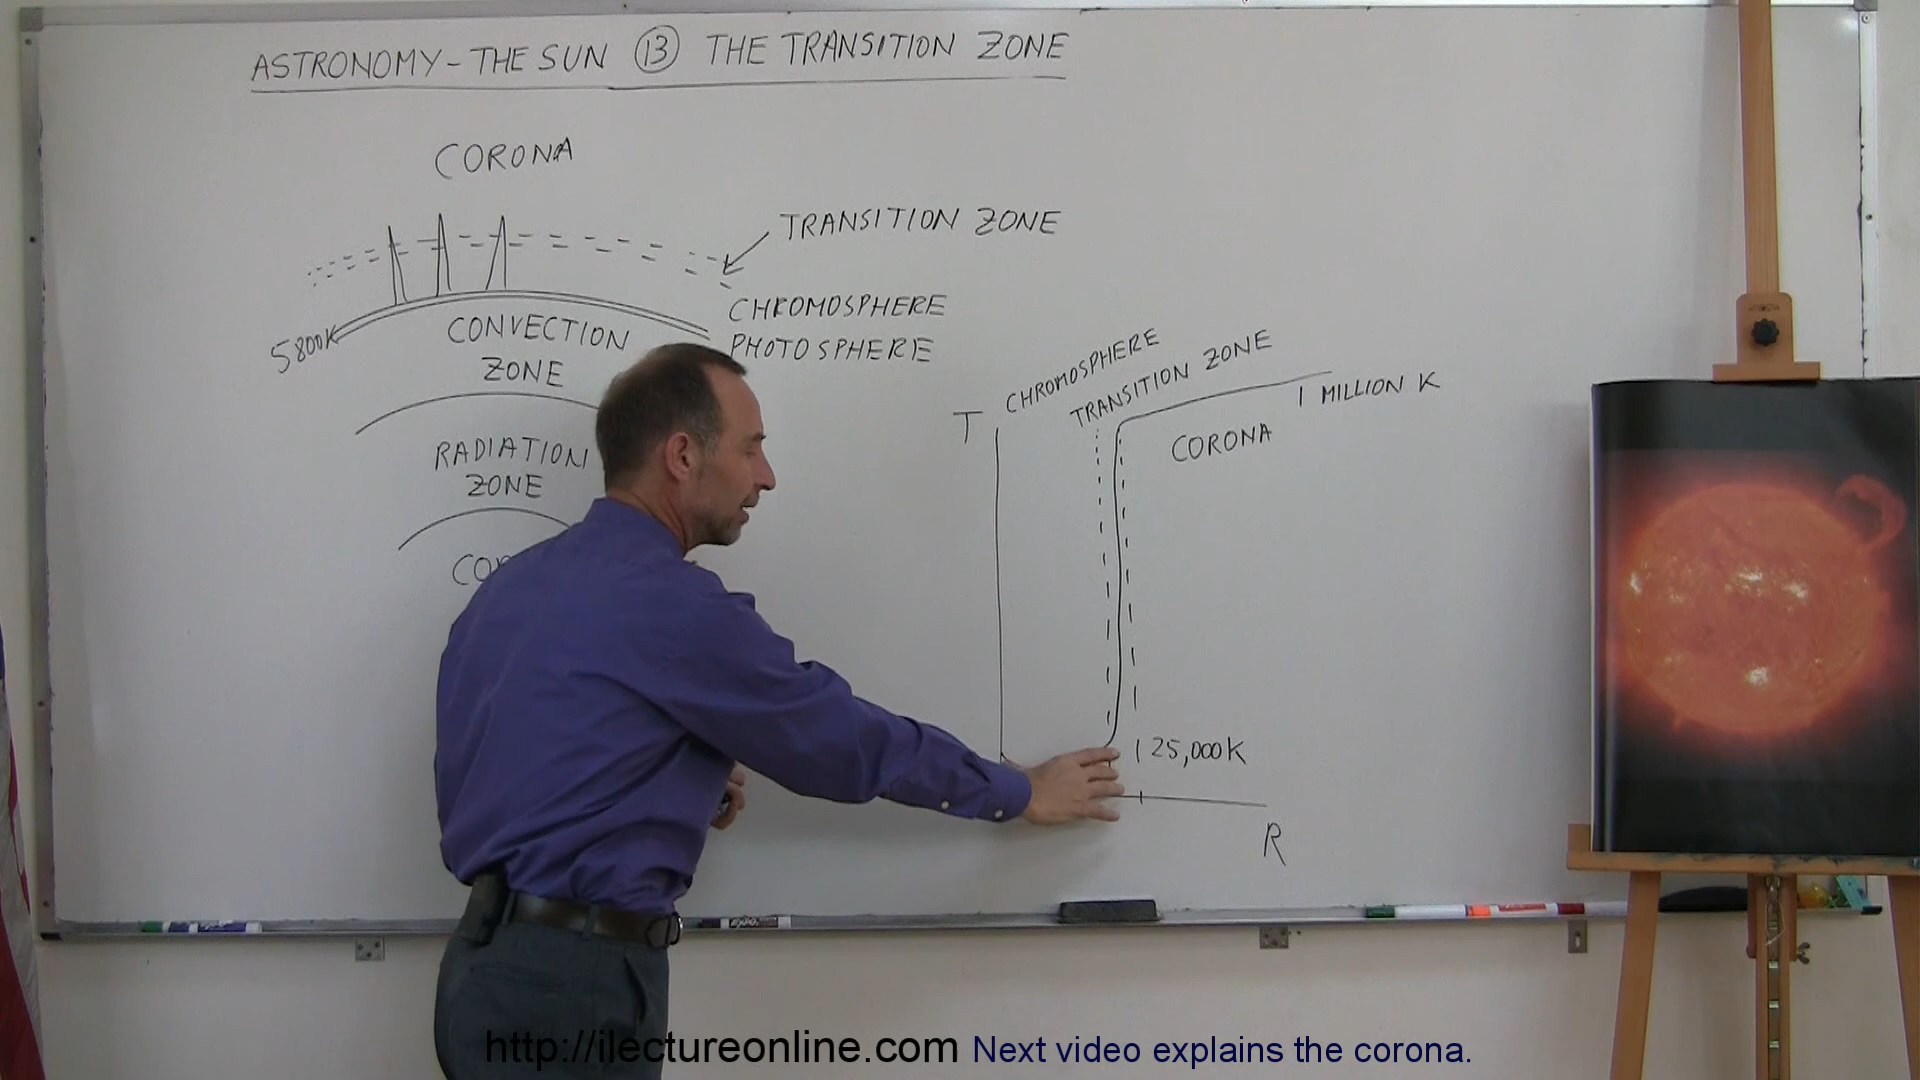 ASTRONOMY - THE SUN 13 THE TRANSITION ZONE
CORONA
TRANSITION ZONE
CHROMOSPHERE
PHOTOSPHERE
5800K
CONVECTION
ZONE
RADIATION
ZONE
CHROMOSPHERE
TRANSITION ZONE
T
1 MILLION K
CORONA
25,000K
R
http://ilectureonline.com Next video explains the corona.